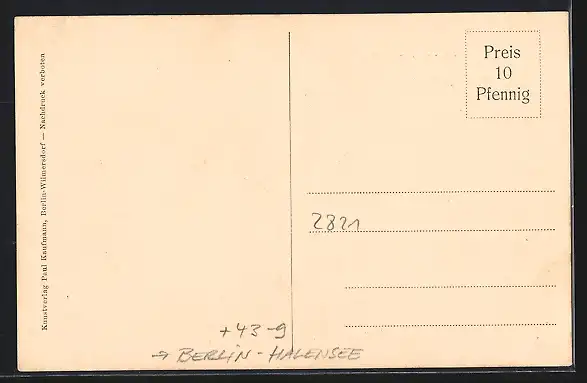 Kunstverlag Paul Kaufmann, Berlin-Wilmersdorf — Nachdruck verboten
Preis
10
Pfennig
2821
+43-9
→ BERLIN - HALENSEE